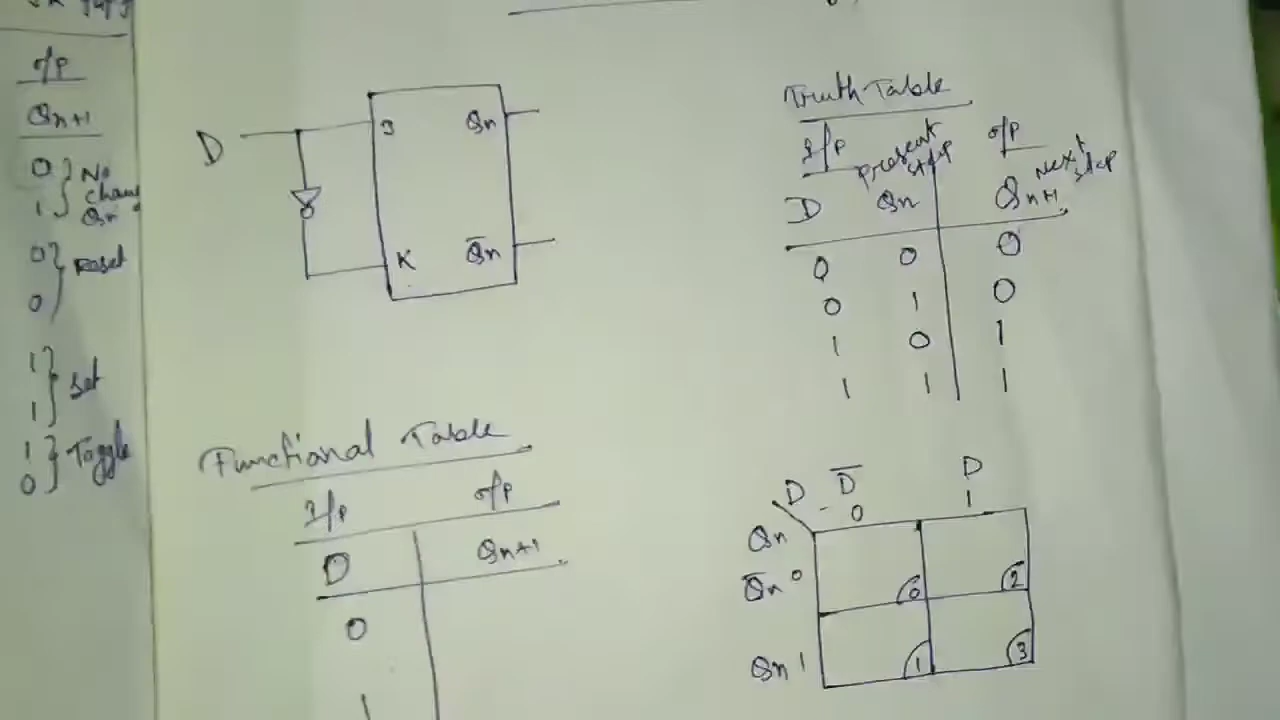 o/p
Qn+1
0 } No
1 } Change
Qn
0 } Reset
0
1 } Set
1
1 } Toggle
0
D
J Qn
K Q̅n
Truth Table
I/p present step o/p Next step
D Qn Qn+1
0 0 0
0 1 0
1 0 1
1 1 1
Functional Table
I/p o/p
D Qn+1
0
1
D D̅ D
0 1
Qn
Q̅n 0 0 2
Qn 1 1 3